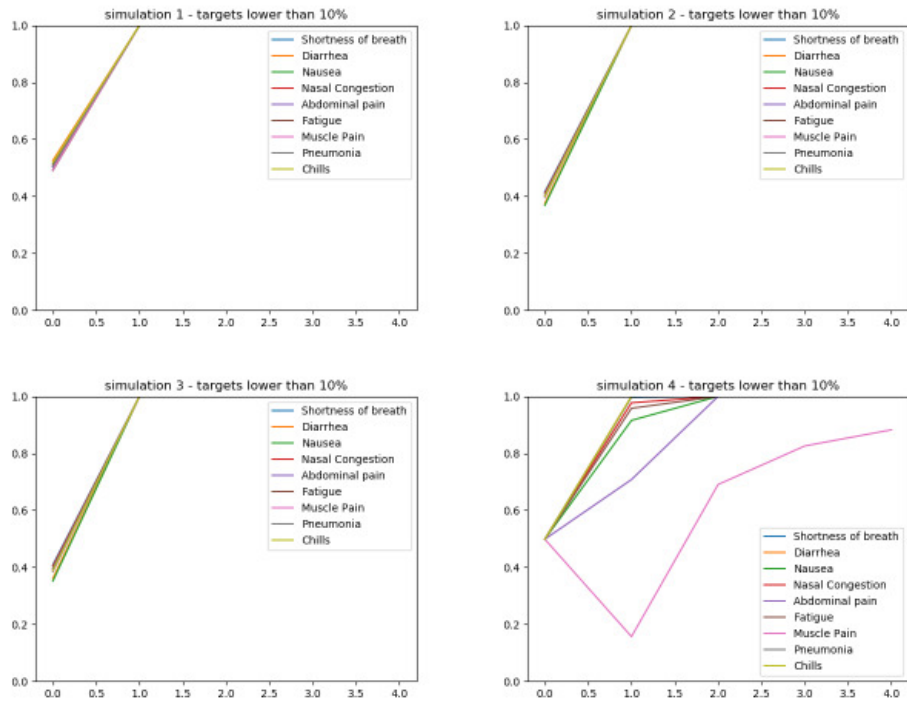 simulation 1 - targets lower than 10%
1.0
0.8
0.6
0.4
0.2
0.0
0.0 0.5 1.0 1.5 2.0 2.5 3.0 3.5 4.0
Shortness of breath
Diarrhea
Nausea
Nasal Congestion
Abdominal pain
Fatigue
Muscle Pain
Pneumonia
Chills
simulation 2 - targets lower than 10%
1.0
0.8
0.6
0.4
0.2
0.0
0.0 0.5 1.0 1.5 2.0 2.5 3.0 3.5 4.0
Shortness of breath
Diarrhea
Nausea
Nasal Congestion
Abdominal pain
Fatigue
Muscle Pain
Pneumonia
Chills
simulation 3 - targets lower than 10%
1.0
0.8
0.6
0.4
0.2
0.0
0.0 0.5 1.0 1.5 2.0 2.5 3.0 3.5 4.0
Shortness of breath
Diarrhea
Nausea
Nasal Congestion
Abdominal pain
Fatigue
Muscle Pain
Pneumonia
Chills
simulation 4 - targets lower than 10%
1.0
0.8
0.6
0.4
0.2
0.0
0.0 0.5 1.0 1.5 2.0 2.5 3.0 3.5 4.0
Shortness of breath
Diarrhea
Nausea
Nasal Congestion
Abdominal pain
Fatigue
Muscle Pain
Pneumonia
Chills